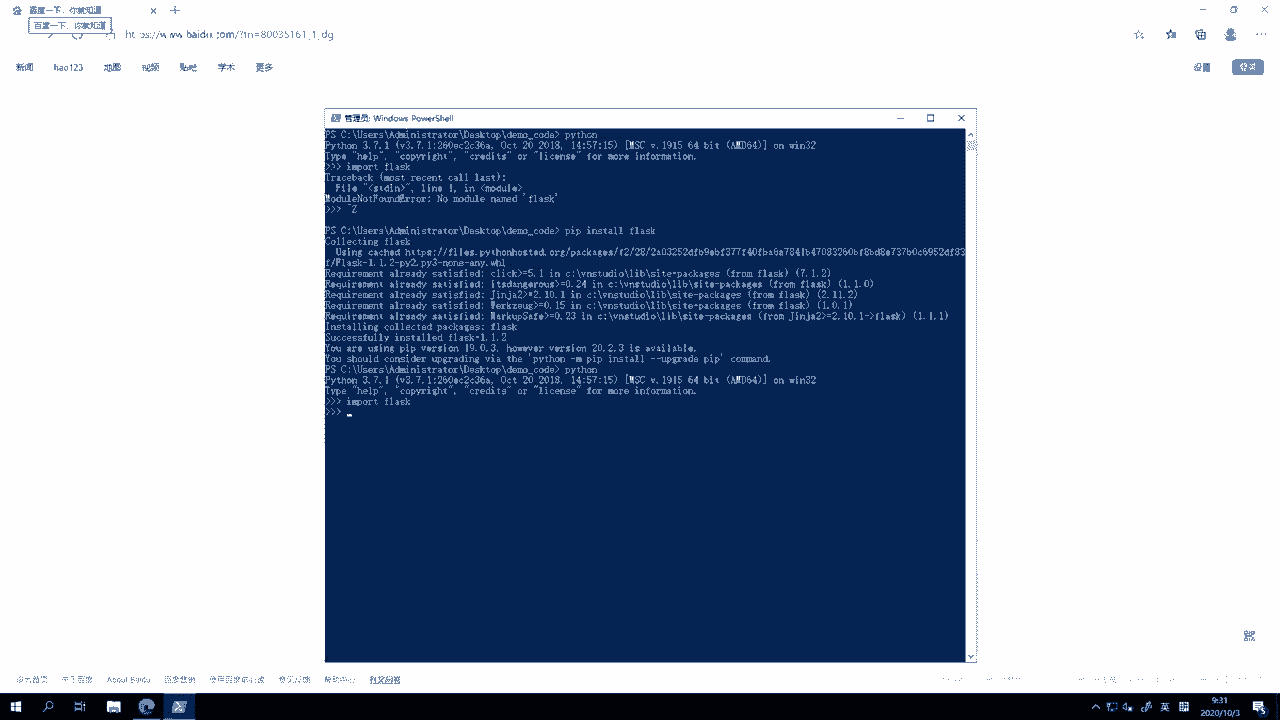 百度一下，你就知道
百度一下，你就知道
https://www.baidu.com/?tn=80035161_1_dg
新闻 hao123 地图 视频 贴吧 学术 更多
设置 登录
管理员: Windows PowerShell
PS C:\Users\Administrator\Desktop\demo_code> python
Python 3.7.1 (v3.7.1:260ec2c36a, Oct 20 2018, 14:57:15) [MSC v.1915 64 bit (AMD64)] on win32
Type "help", "copyright", "credits" or "license" for more information.
>>> import flask
Traceback (most recent call last):
File "<stdin>", line 1, in <module>
ModuleNotFoundError: No module named 'flask'
>>> ^Z
PS C:\Users\Administrator\Desktop\demo_code> pip install flask
Collecting flask
Using cached https://files.pythonhosted.org/packages/f2/28/2a03252dfb9ebf377f40fba6a7841b47083260bf8bd8e737b0c6952df83
f/Flask-1.1.2-py2.py3-none-any.whl
Requirement already satisfied: click>=5.1 in c:\vnstudio\lib\site-packages (from flask) (7.1.2)
Requirement already satisfied: itsdangerous>=0.24 in c:\vnstudio\lib\site-packages (from flask) (1.1.0)
Requirement already satisfied: Jinja2>=2.10.1 in c:\vnstudio\lib\site-packages (from flask) (2.11.2)
Requirement already satisfied: Werkzeug>=0.15 in c:\vnstudio\lib\site-packages (from flask) (1.0.1)
Requirement already satisfied: MarkupSafe>=0.23 in c:\vnstudio\lib\site-packages (from Jinja2>=2.10.1->flask) (1.1.1)
Installing collected packages: flask
Successfully installed flask-1.1.2
You are using pip version 19.0.3, however version 20.2.3 is available.
You should consider upgrading via the 'python -m pip install --upgrade pip' command.
PS C:\Users\Administrator\Desktop\demo_code> python
Python 3.7.1 (v3.7.1:260ec2c36a, Oct 20 2018, 14:57:15) [MSC v.1915 64 bit (AMD64)] on win32
Type "help", "copyright", "credits" or "license" for more information.
>>> import flask
>>> _
About Baidu
英
9:31
2020/10/3